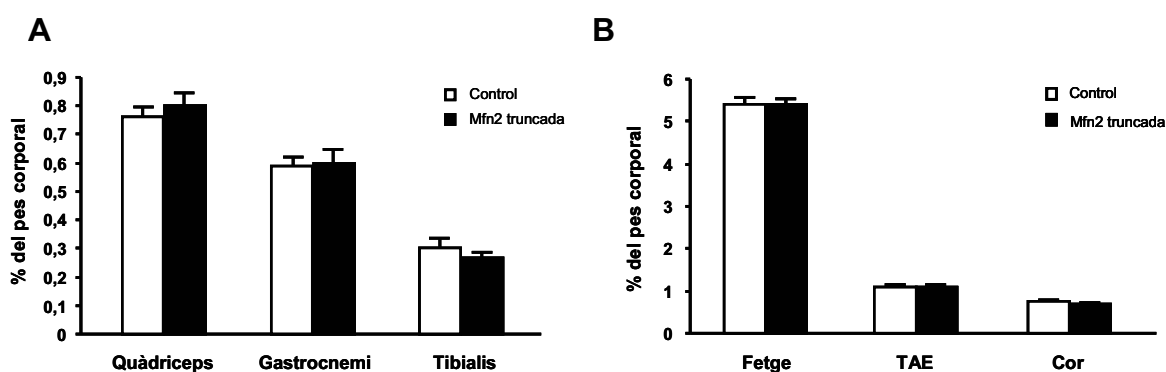 A
% del pes corporal
0,9
0,8
0,7
0,6
0,5
0,4
0,3
0,2
0,1
0
Control
Mfn2 truncada
Quàdriceps Gastrocnemi Tibialis
B
% del pes corporal
6
5
4
3
2
1
0
Control
Mfn2 truncada
Fetge TAE Cor